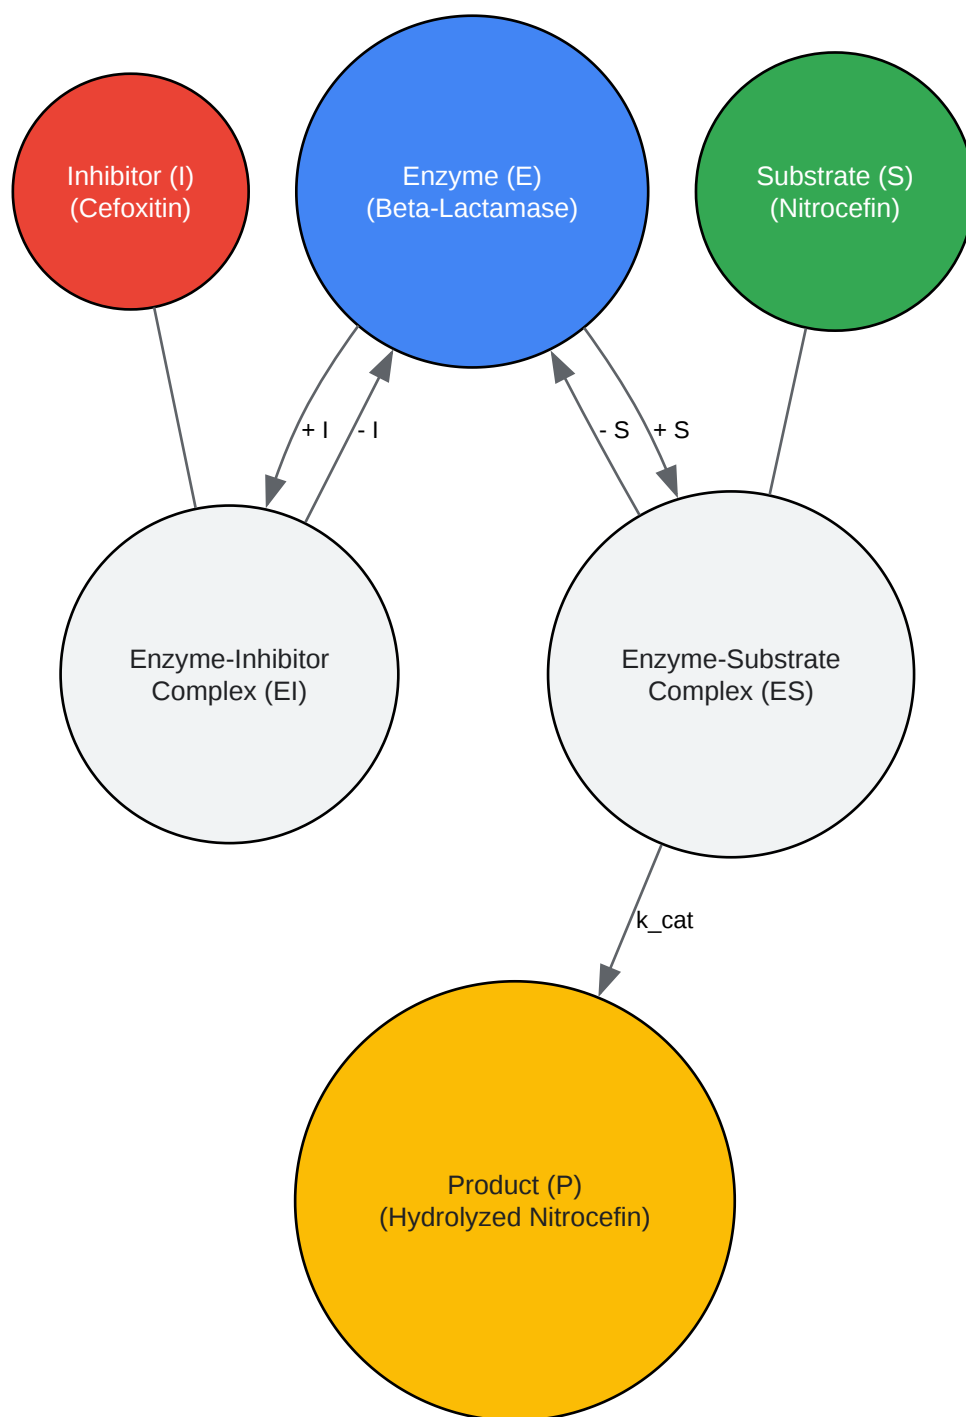 Inhibitor (I)
(Cefoxitin)
Enzyme (E)
(Beta-Lactamase)
Substrate (S)
(Nitrocefin)
+ I
- I
- S
+ S
Enzyme-Inhibitor
Complex (EI)
Enzyme-Substrate
Complex (ES)
k_cat
Product (P)
(Hydrolyzed Nitrocefin)